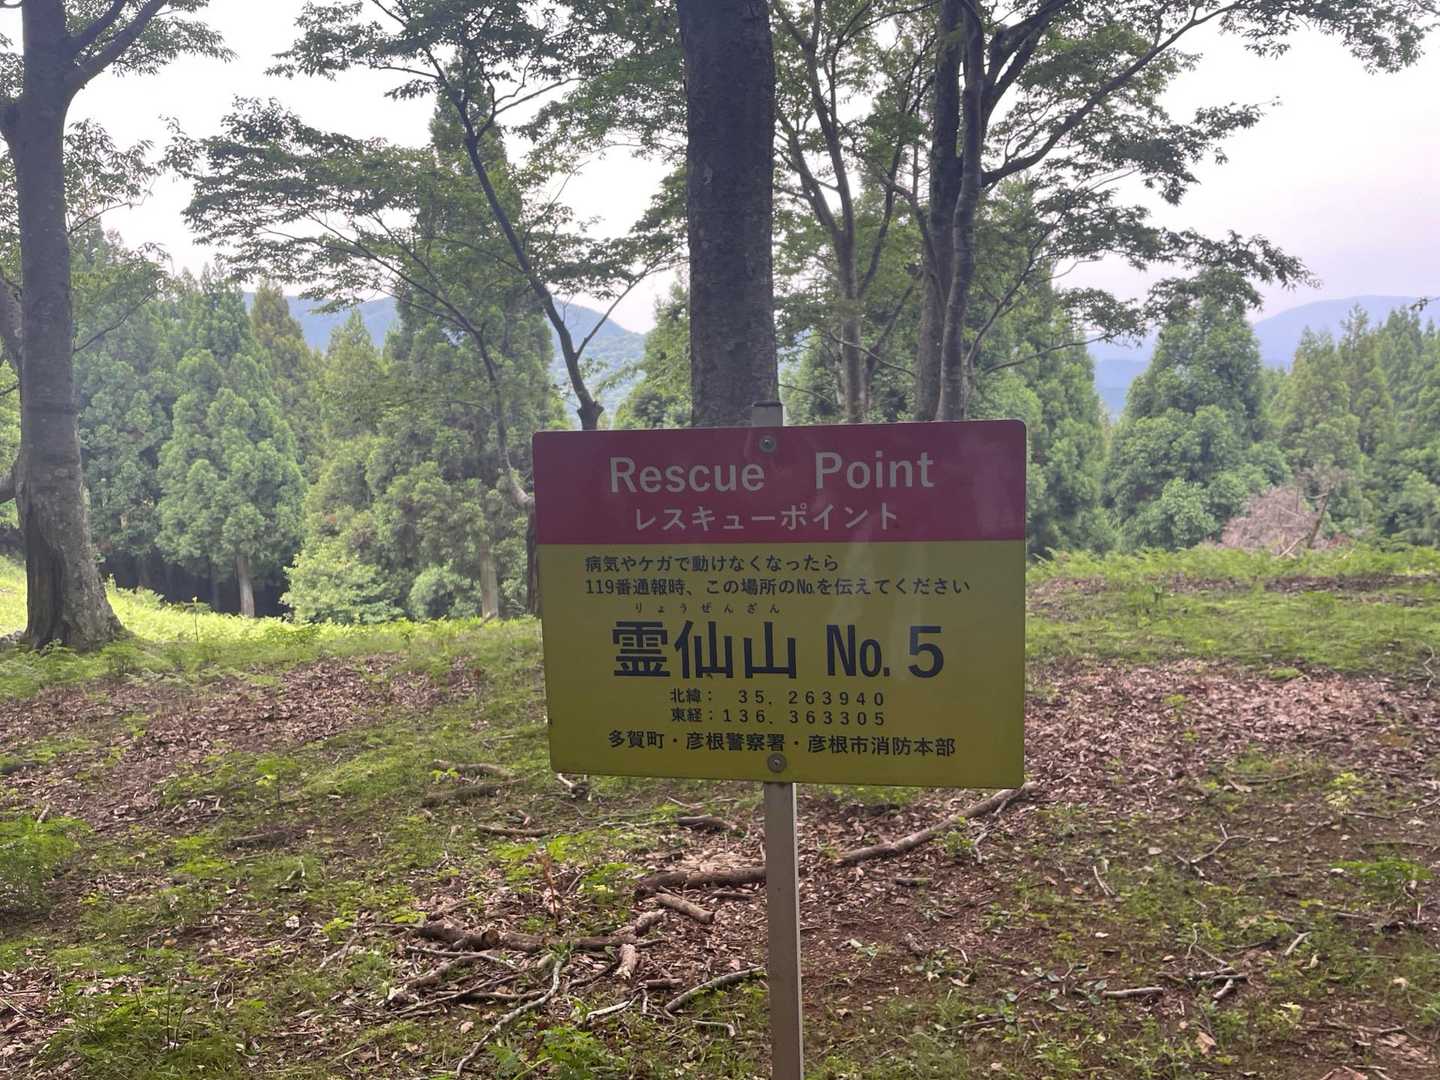 Rescue Point
レスキューポイント
病気やケガで動けなくなったら
119番通報時、この場所の№を伝えてください
りょうぜんざん
霊仙山 №5
北緯： 35．263940
東経：136．363305
多賀町・彦根警察署・彦根市消防本部